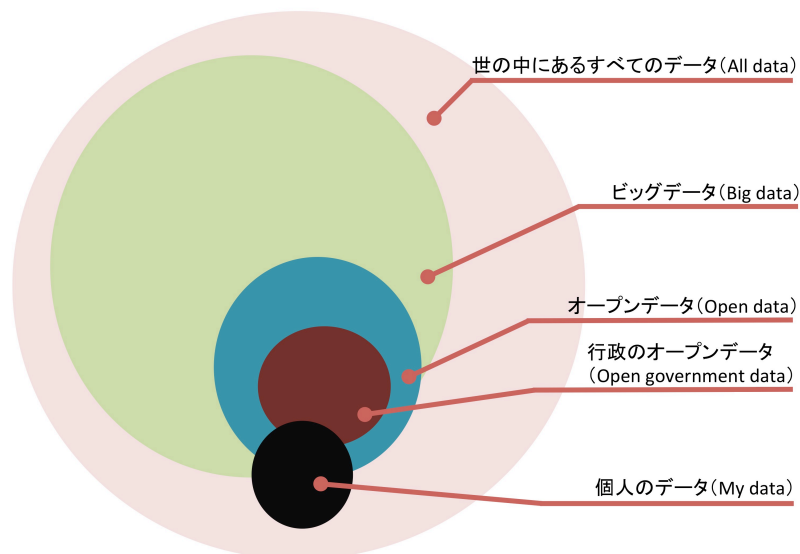 世の中にあるすべてのデータ（All data）
ビッグデータ（Big data）
オープンデータ（Open data）
行政のオープンデータ
（Open government data）
個人のデータ（My data）